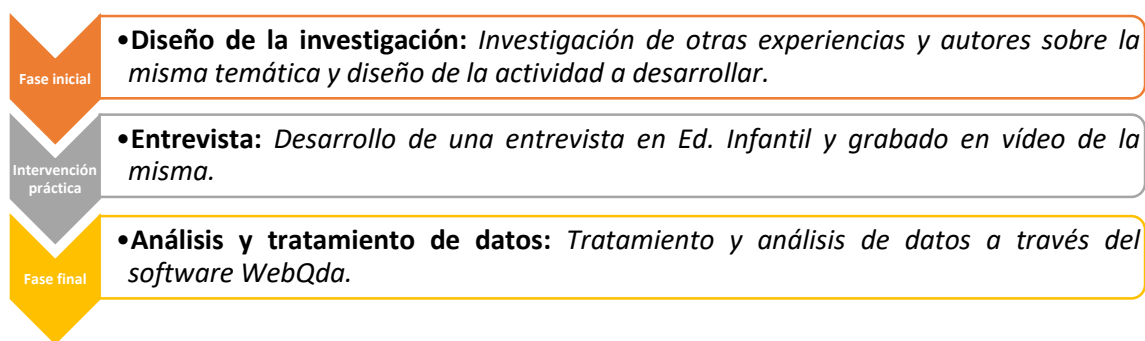 Fase inicial
•Diseño de la investigación: Investigación de otras experiencias y autores sobre la
misma temática y diseño de la actividad a desarrollar.
Intervención
práctica
•Entrevista: Desarrollo de una entrevista en Ed. Infantil y grabado en vídeo de la
misma.
Fase final
•Análisis y tratamiento de datos: Tratamiento y análisis de datos a través del
software WebQda.